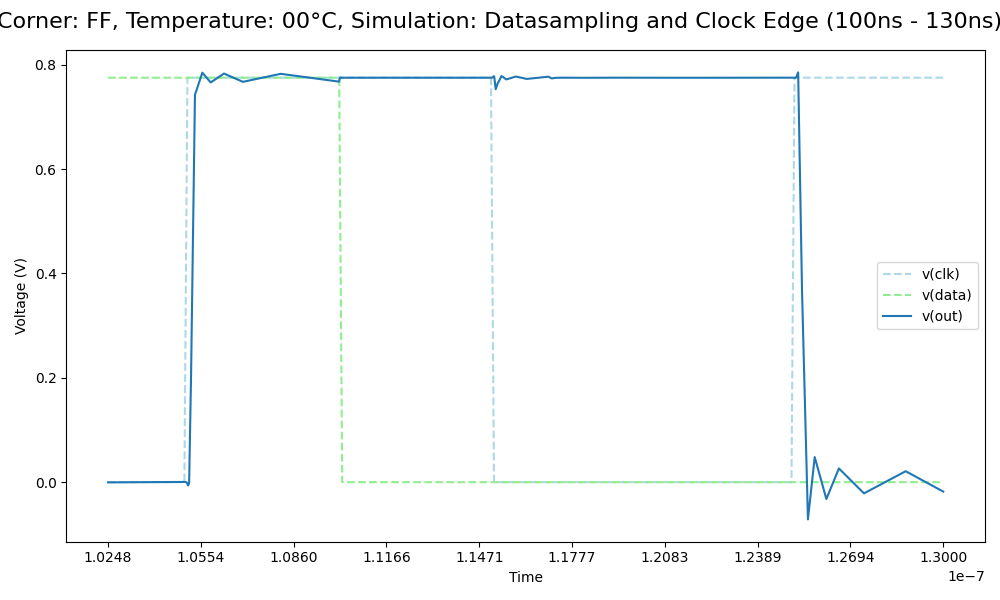 Corner: FF, Temperature: 00°C, Simulation: Datasampling and Clock Edge (100ns - 130ns)
0.8
0.6
0.4
0.2
0.0
Voltage (V)
v(clk)
v(data)
v(out)
1.0248 1.0554 1.0860 1.1166 1.1471 1.1777 1.2083 1.2389 1.2694 1.3000
1e−7
Time